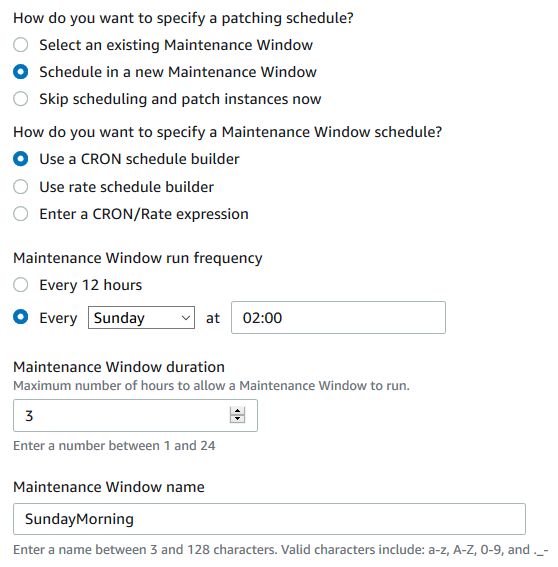 How do you want to specify a patching schedule?
Select an existing Maintenance Window
Schedule in a new Maintenance Window
Skip scheduling and patch instances now
How do you want to specify a Maintenance Window schedule?
Use a CRON schedule builder
Use rate schedule builder
Enter a CRON/Rate expression
Maintenance Window run frequency
Every 12 hours
Every Sunday at 02:00
Maintenance Window duration
Maximum number of hours to allow a Maintenance Window to run.
3
Enter a number between 1 and 24
Maintenance Window name
SundayMorning
Enter a name between 3 and 128 characters. Valid characters include: a-z, A-Z, 0-9, and ._-